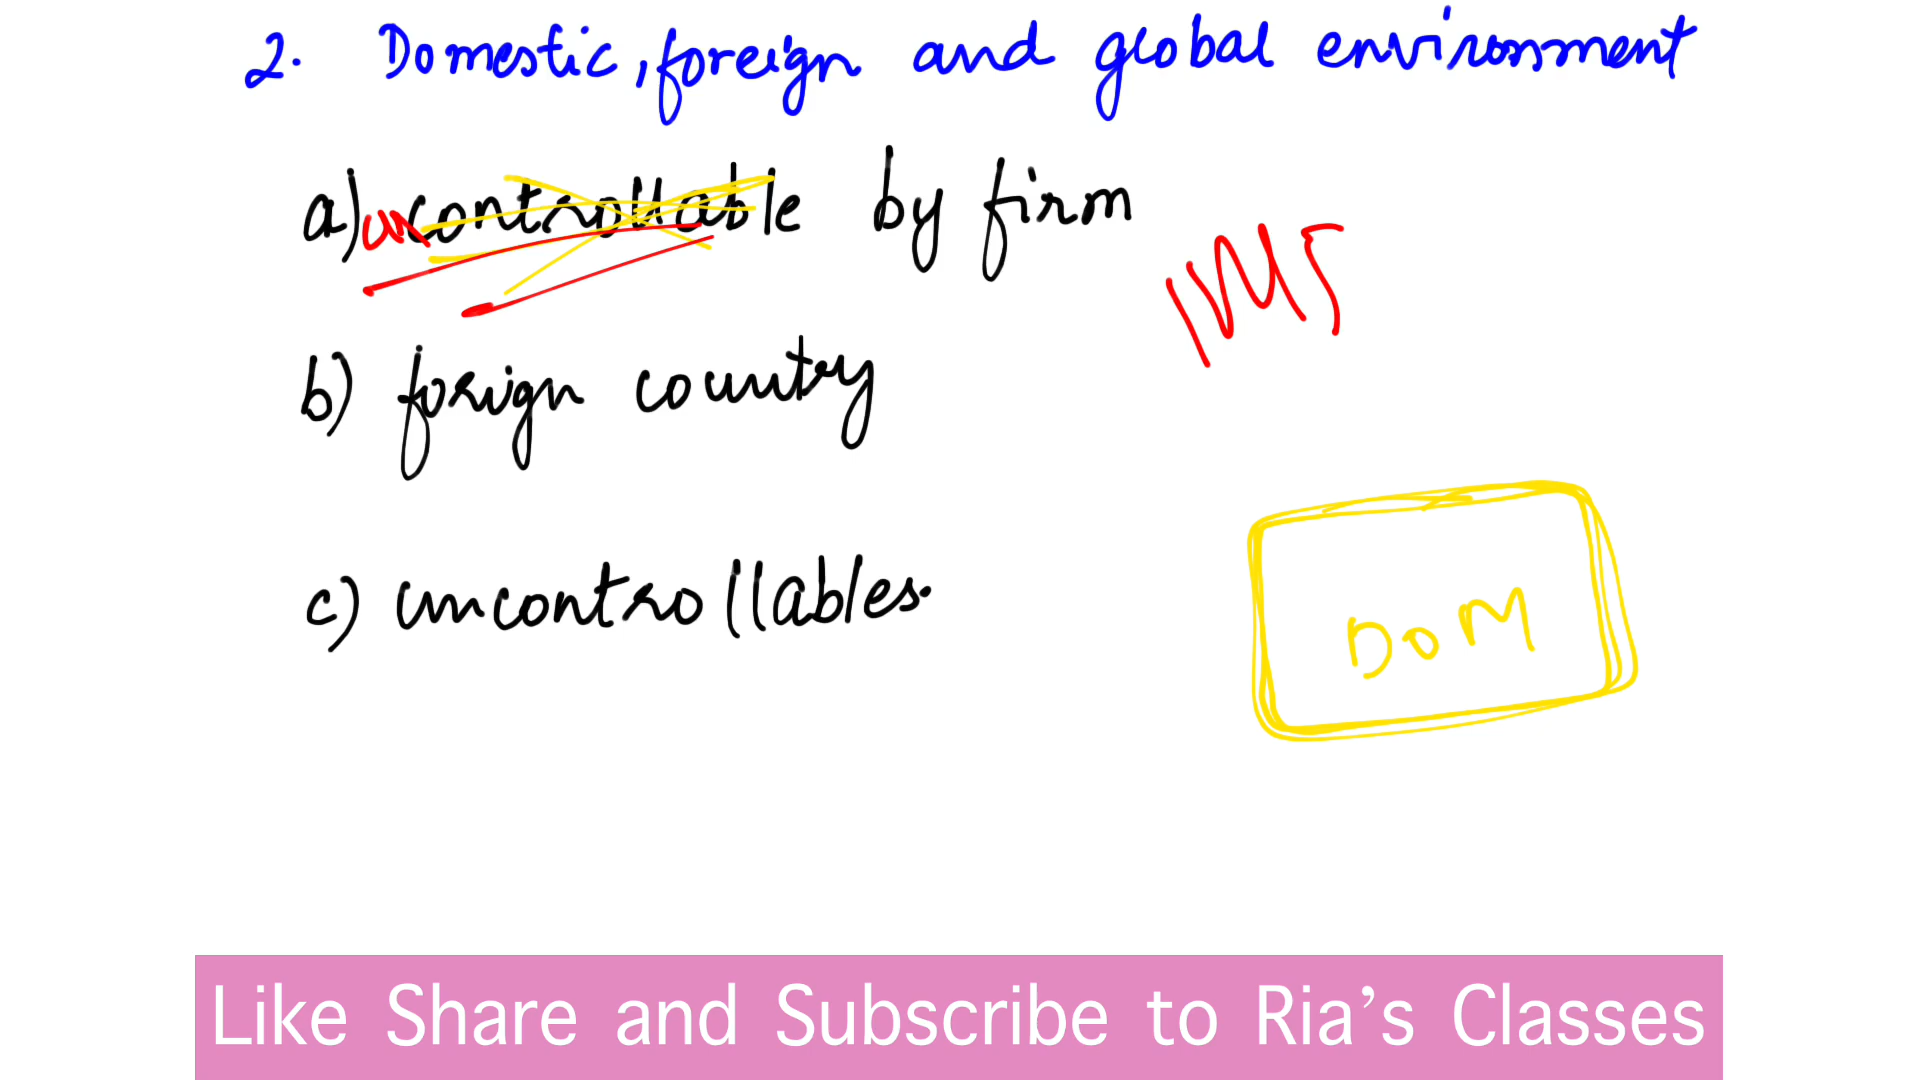 2. Domestic, foreign and global environment
a) uncontrollable by firm
b) foreign country
c) uncontrollables.
DOM
Like Share and Subscribe to Ria's Classes